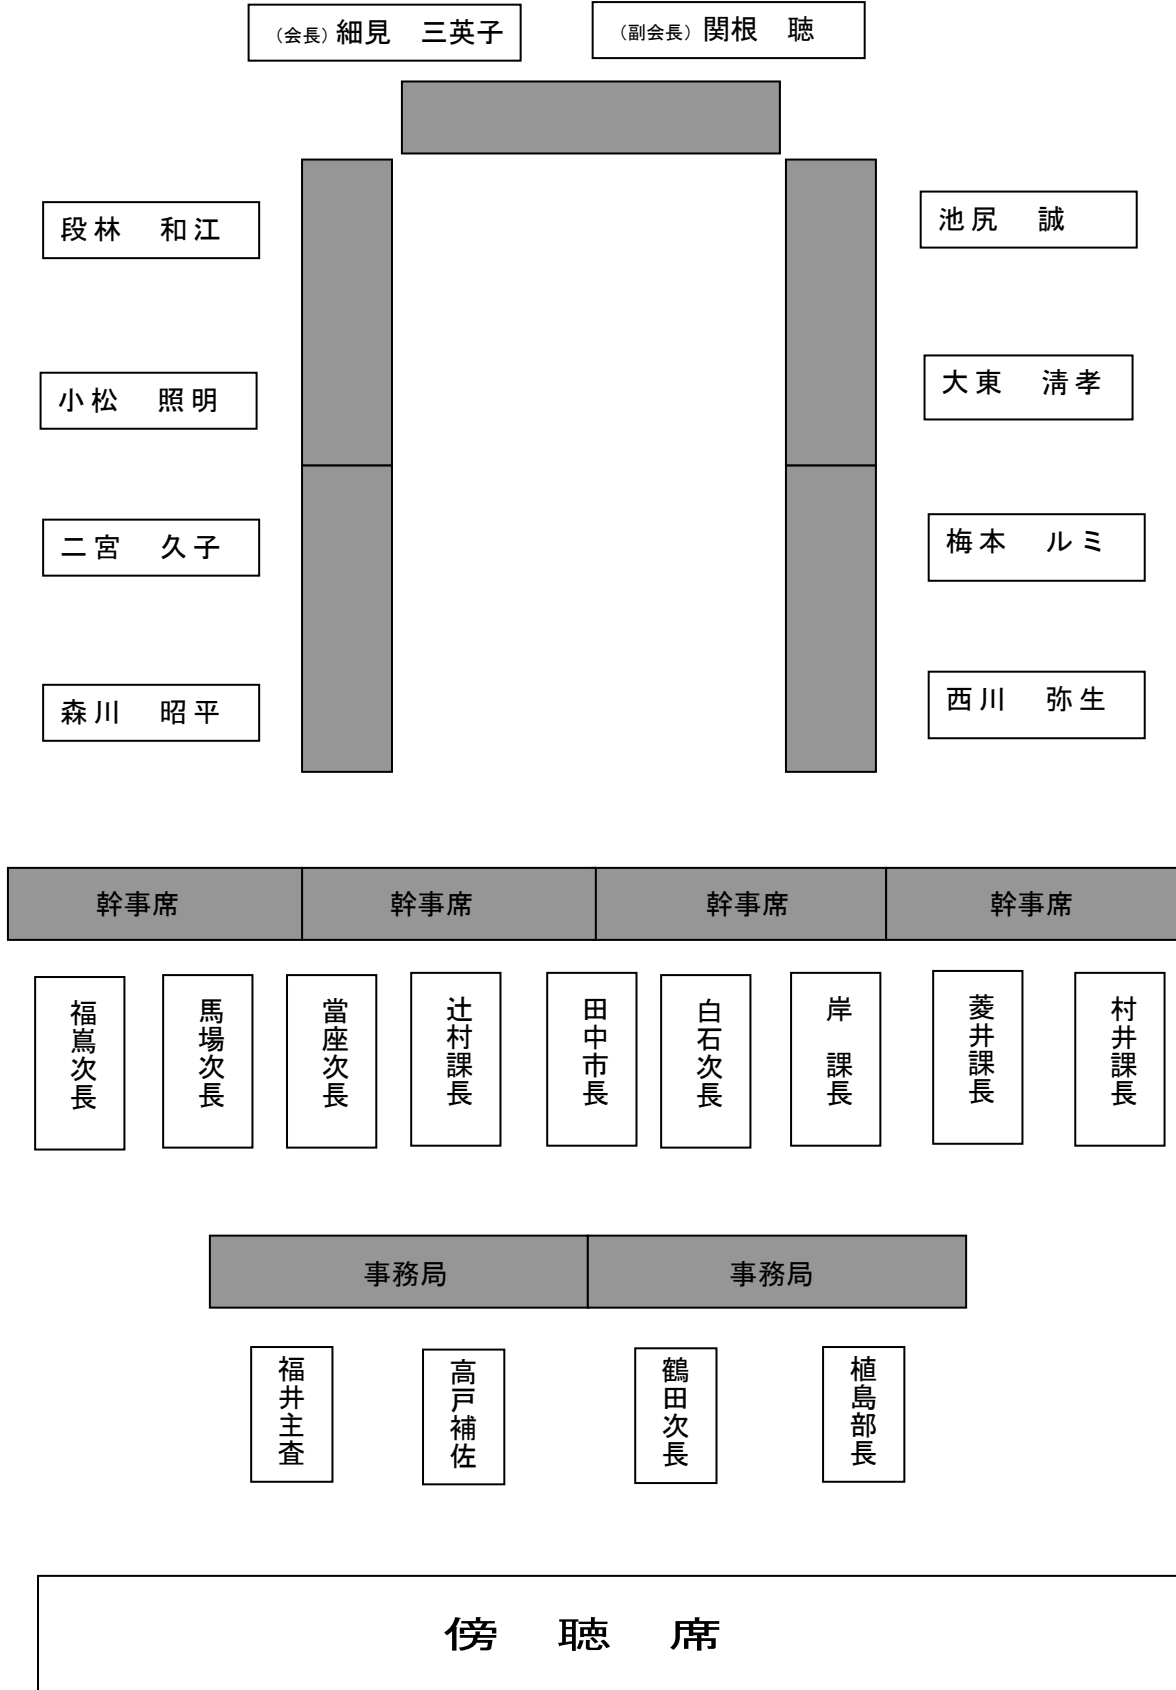 （会長）細見　三英子
（副会長）関根　聴
段林　和江
池尻　誠
小松　照明
大東　淸孝
二宮　久子
梅本　ルミ
森川　昭平
西川　弥生
幹事席
幹事席
幹事席
幹事席
福嶌次長
馬場次長
當座次長
辻村課長
田中市長
白石次長
岸　課長
菱井課長
村井課長
事務局
事務局
福井主査
高戸補佐
鶴田次長
植島部長
傍　聴　席